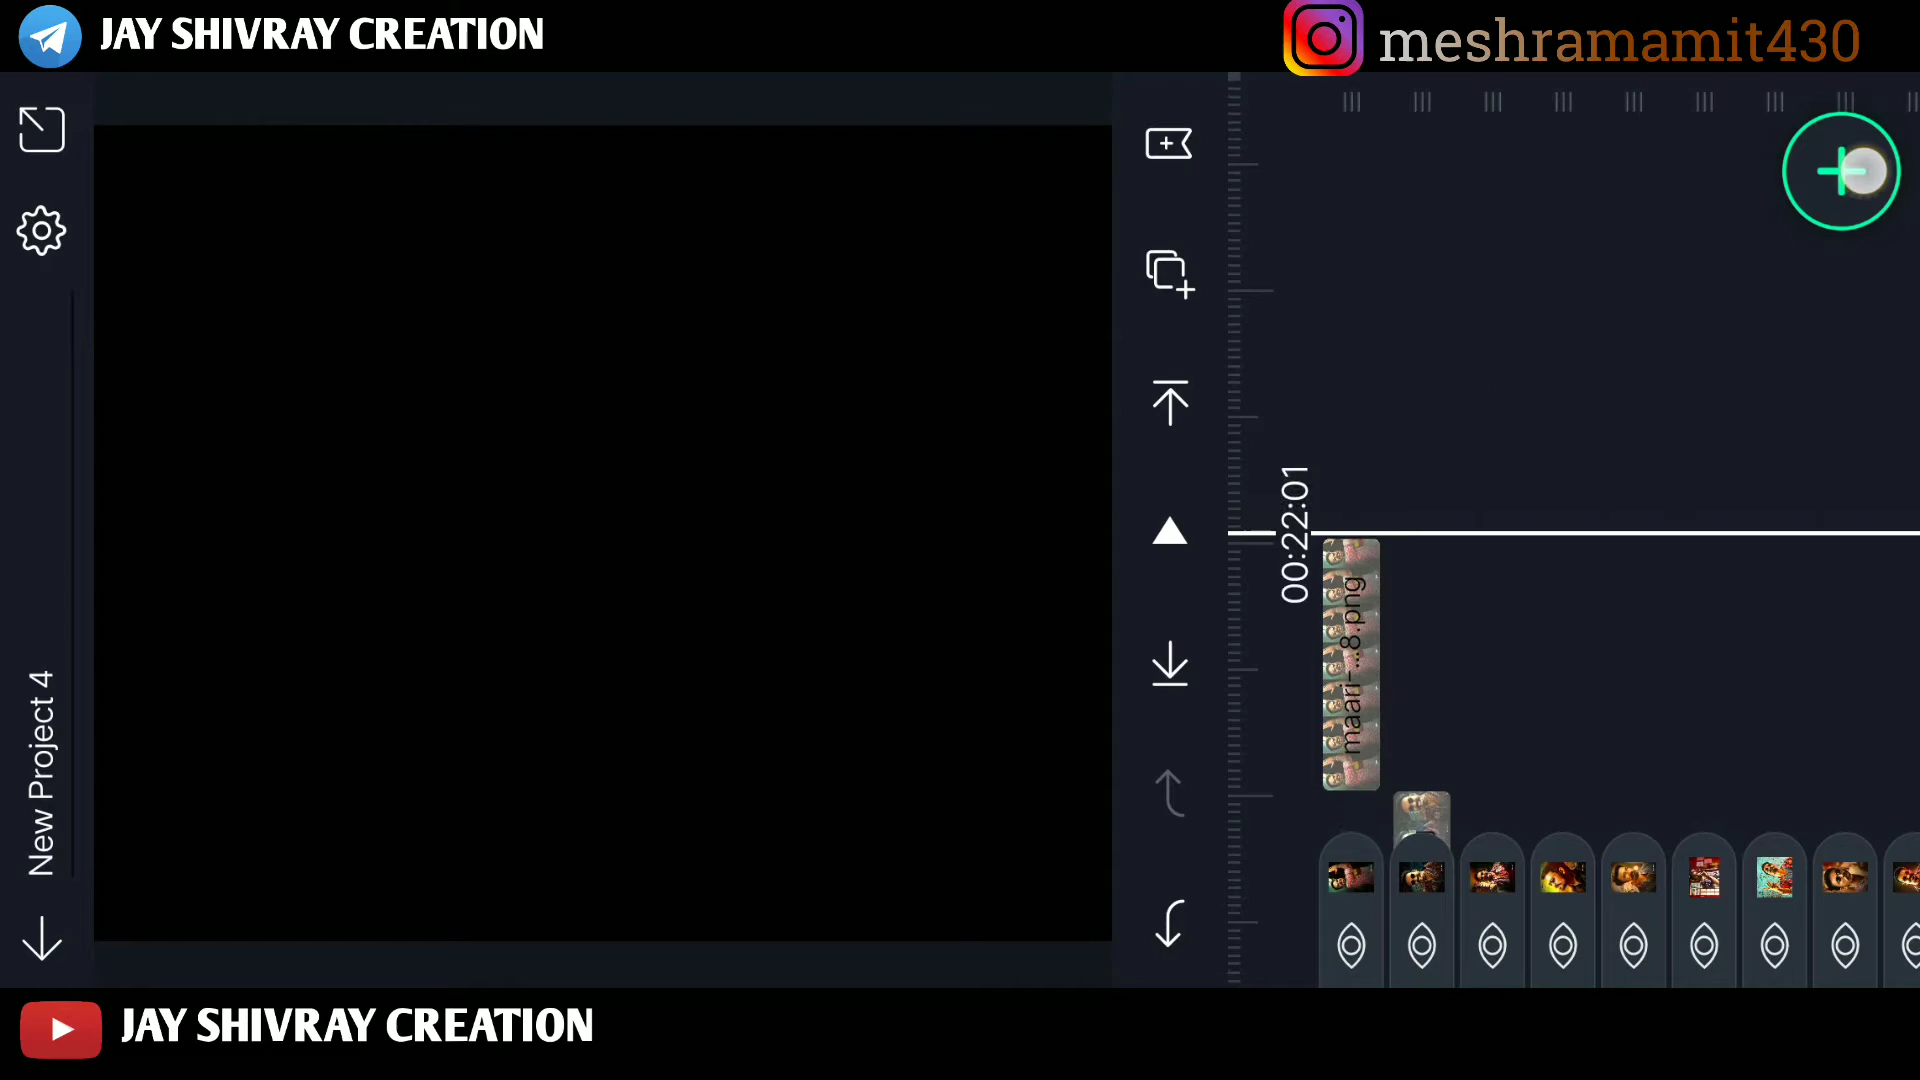 JAY SHIVRAY CREATION
meshramamit430
00:22:01
maari-...8.png
New Project 4
JAY SHIVRAY CREATION